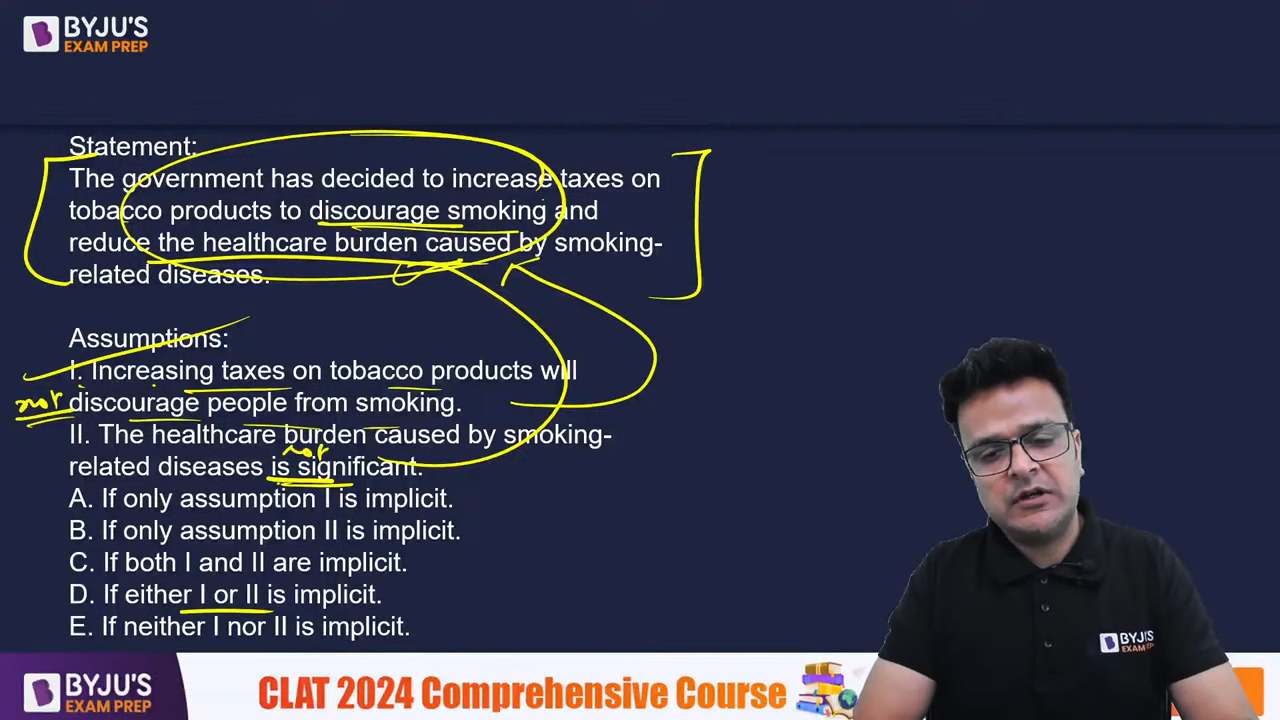 BYJU'S
EXAM PREP
Statement:
The government has decided to increase taxes on
tobacco products to discourage smoking and
reduce the healthcare burden caused by smoking-
related diseases.
Assumptions:
I. Increasing taxes on tobacco products will
not discourage people from smoking.
II. The healthcare burden caused by smoking-
not
related diseases is significant.
A. If only assumption I is implicit.
B. If only assumption II is implicit.
C. If both I and II are implicit.
D. If either I or II is implicit.
E. If neither I nor II is implicit.
BYJU'S
EXAM PREP
BYJU'S
EXAM PREP
CLAT 2024 Comprehensive Course